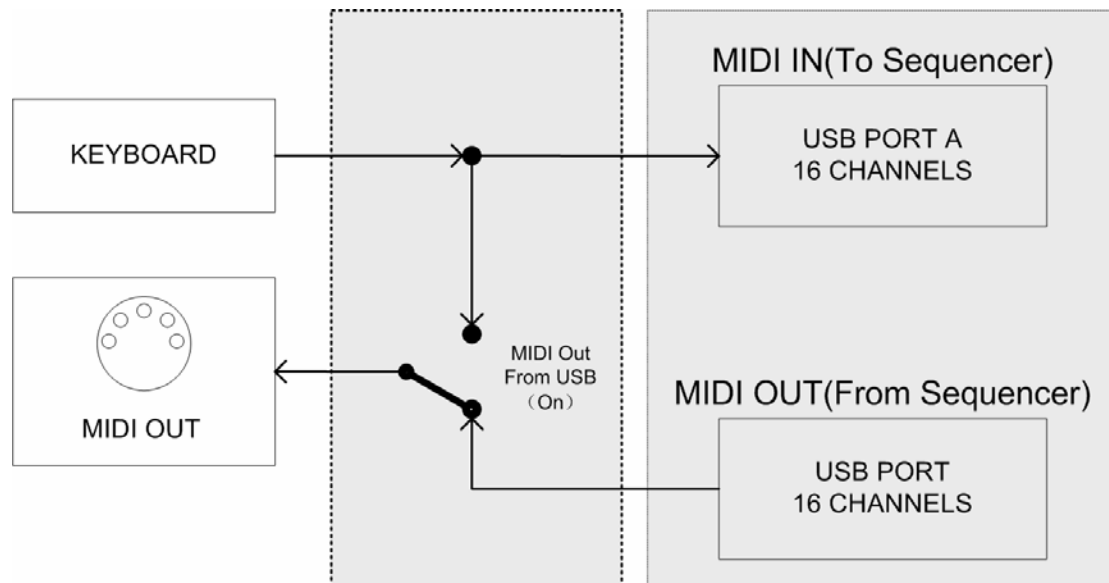 MIDI IN(To Sequencer)
KEYBOARD
USB PORT A
16 CHANNELS
MIDI Out
From USB
（On）
MIDI OUT
MIDI OUT(From Sequencer)
USB PORT
16 CHANNELS